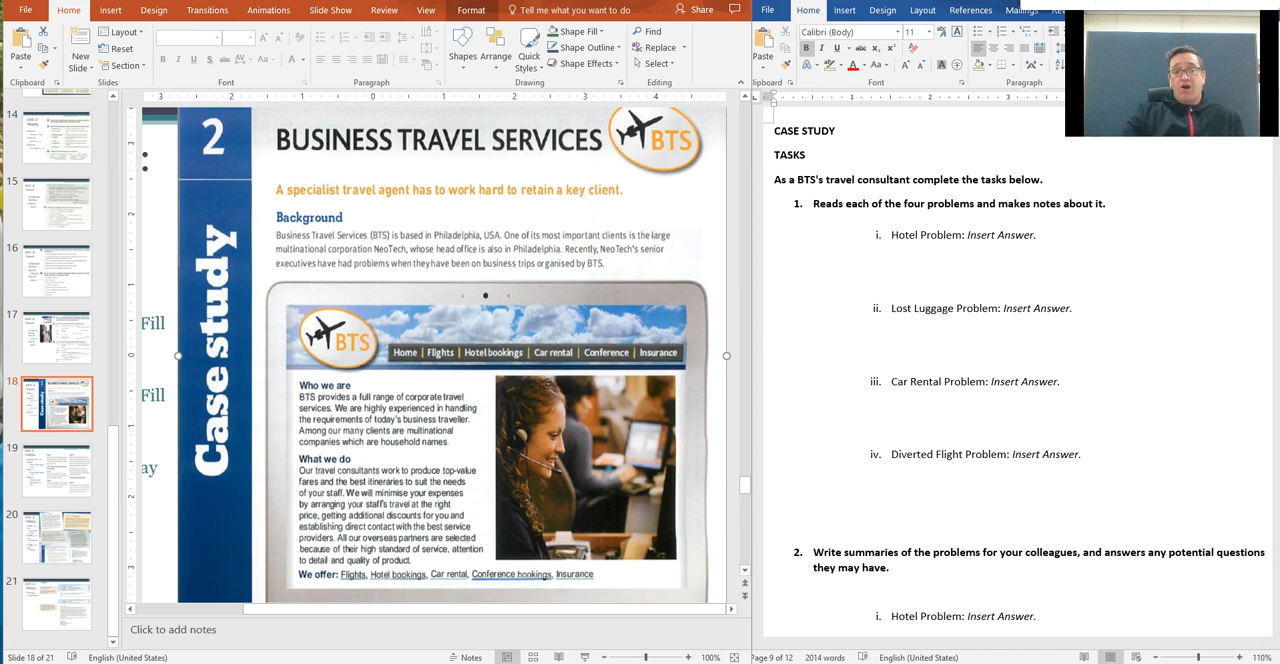 File Home Insert Design Transitions Animations Slide Show Review View Format Tell me what you want to do Share
Paste
New
Slide
Layout
Reset
Section
Shapes Arrange Quick
Styles
Shape Fill
Shape Outline
Shape Effects
Find
Replace
Select
Clipboard Slides Font Paragraph Drawing Editing
14
15
16
17
18
19
20
21
Fill
Fill
ay
2
Case study
BUSINESS TRAVEL SERVICES
BTS
A specialist travel agent has to work hard to retain a key client.
Background
Business Travel Services (BTS) is based in Philadelphia, USA. One of its most important clients is the large
multinational corporation NeoTech, whose head office is also in Philadelphia. Recently, NeoTech's senior
executives have had problems when they have been on business trips organised by BTS.
BTS
Home | Flights | Hotel bookings | Car rental | Conference | Insurance
Who we are
BTS provides a full range of corporate travel
services. We are highly experienced in handling
the requirements of today's business traveller.
Among our many clients are multinational
companies which are household names.
What we do
Our travel consultants work to produce top-value
fares and the best itineraries to suit the needs
of your staff. We will minimise your expenses
by arranging your staff's travel at the right
price, getting additional discounts for you and
establishing direct contact with the best service
providers. All our overseas partners are selected
because of their high standard of service, attention
to detail and quality of product.
We offer: Flights, Hotel bookings, Car rental, Conference bookings, Insurance
Click to add notes
Slide 18 of 21 English (United States) Notes 100%
File Home Insert Design Layout References Mailings
Calibri (Body) 11
Paste
Clipboard Font Paragraph
CASE STUDY
TASKS
As a BTS's travel consultant complete the tasks below.
1. Reads each of the four problems and makes notes about it.
i. Hotel Problem: Insert Answer.
ii. Lost Luggage Problem: Insert Answer.
iii. Car Rental Problem: Insert Answer.
iv. Diverted Flight Problem: Insert Answer.
2. Write summaries of the problems for your colleagues, and answers any potential questions
they may have.
i. Hotel Problem: Insert Answer.
Page 9 of 12 2014 words English (United States) 110%